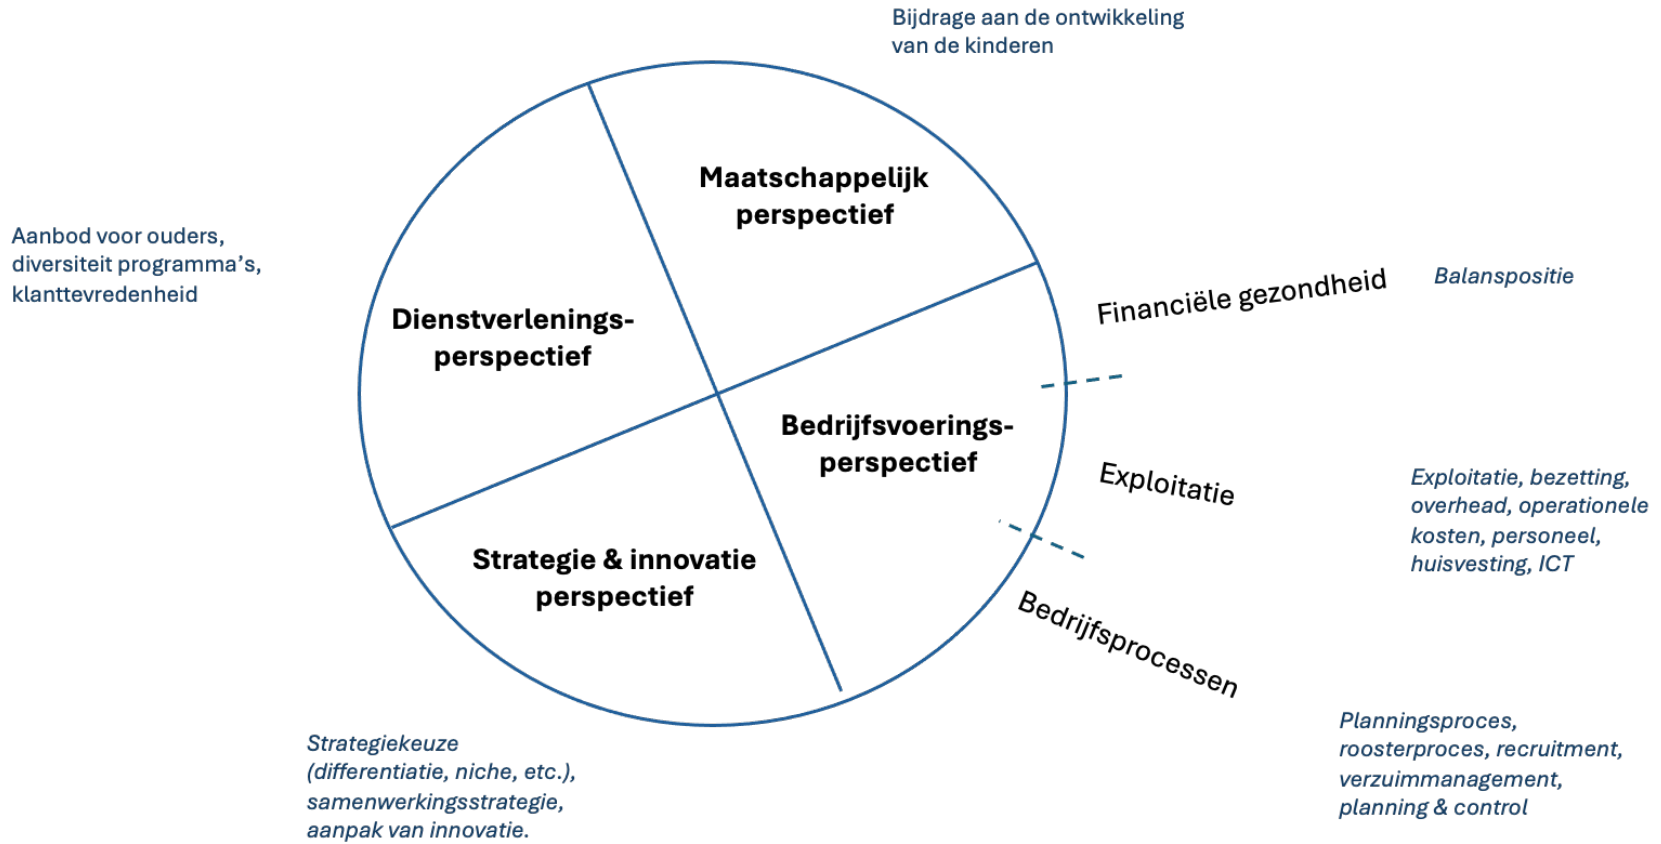 Bijdrage aan de ontwikkeling
van de kinderen
Maatschappelijk
perspectief
Aanbod voor ouders,
diversiteit programma’s,
klanttevredenheid
Dienstverlenings-
perspectief
Financiële gezondheid
Balanspositie
Bedrijfsvoerings-
perspectief
Exploitatie
Exploitatie, bezetting,
overhead, operationele
kosten, personeel,
huisvesting, ICT
Strategie & innovatie
perspectief
Bedrijfsprocessen
Planningsproces,
roosterproces, recruitment,
verzuimmanagement,
planning & control
Strategiekeuze
(differentiatie, niche, etc.),
samenwerkingsstrategie,
aanpak van innovatie.